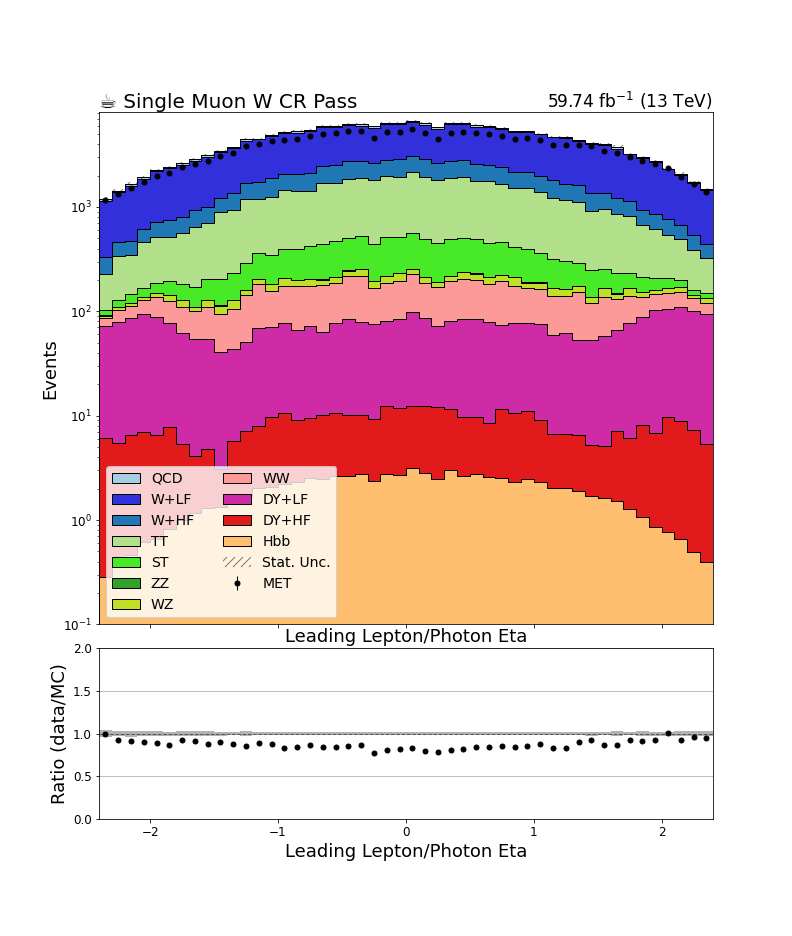 ☕ Single Muon W CR Pass 59.74 fb⁻¹ (13 TeV)
Events
10³
10²
10¹
10⁰
10⁻¹
QCD WW
W+LF DY+LF
W+HF DY+HF
TT Hbb
ST Stat. Unc.
ZZ MET
WZ
Leading Lepton/Photon Eta
Ratio (data/MC)
2.0
1.5
1.0
0.5
0.0
−2 −1 0 1 2
Leading Lepton/Photon Eta